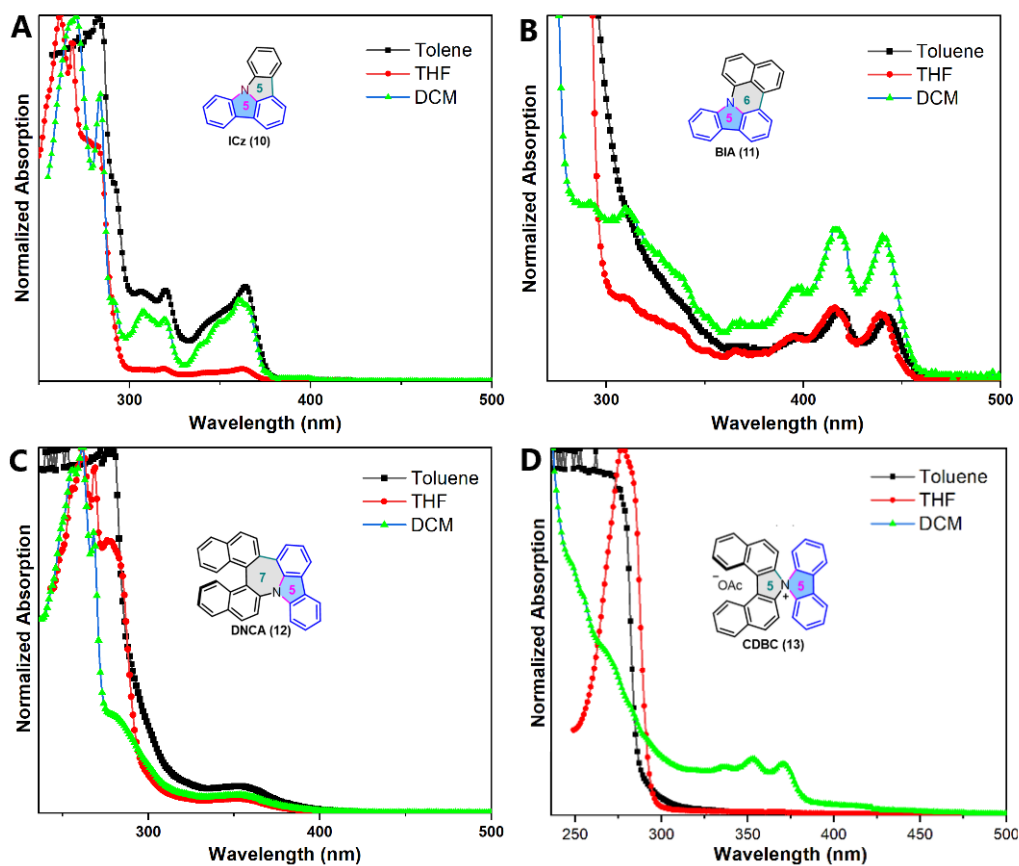 A
Normalized Absorption
Tolene
THF
DCM
N
5
5
ICz (10)
300 350 400 450 500
Wavelength (nm)
B
Normalized Absorption
Toluene
THF
DCM
N
6
5
BIA (11)
300 400 500
Wavelength (nm)
C
Normalized Absorption
Toluene
THF
DCM
7
5
N
DNCA (12)
300 400 500
Wavelength (nm)
D
Normalized Absorption
Toluene
THF
DCM
−OAc
5 N 5
+
CDBC (13)
250 300 350 400 450 500
Wavelength (nm)